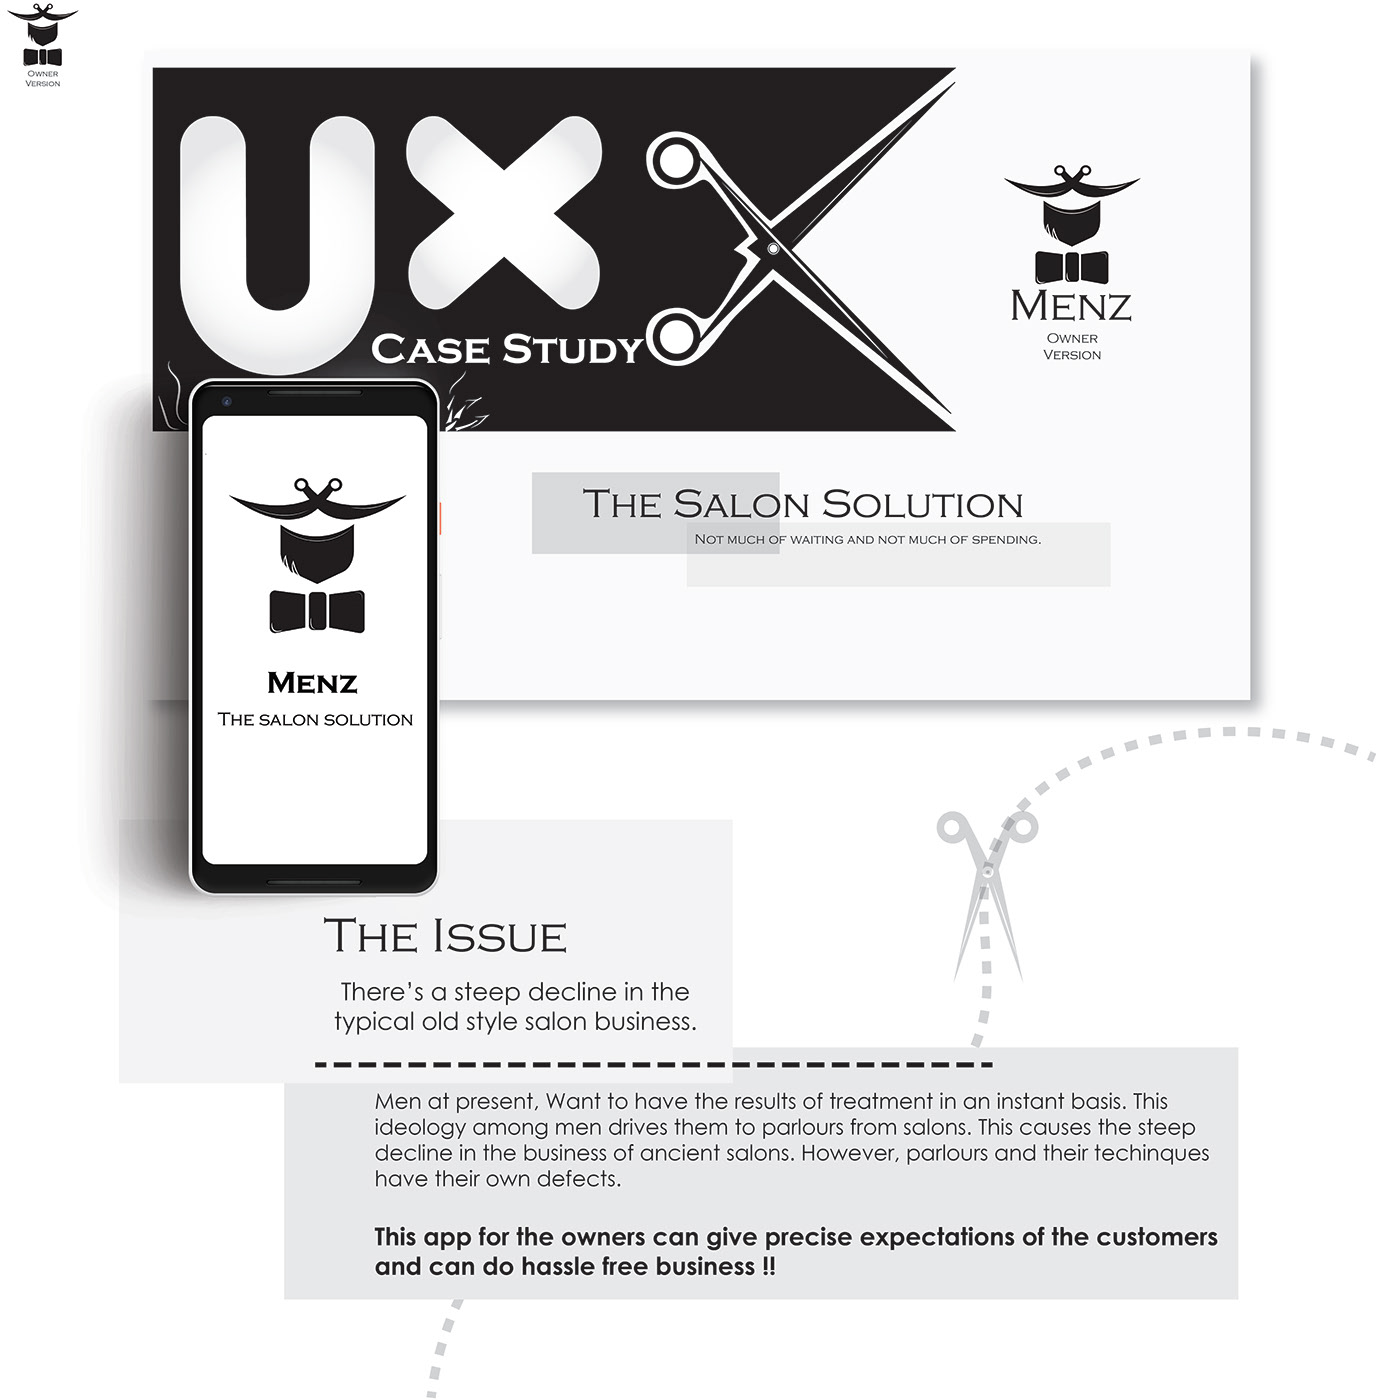 Owner
Version
UX
Case Study
Menz
Owner
Version
The Salon Solution
Not much of waiting and not much of spending.
Menz
The salon solution
The Issue
There's a steep decline in the
typical old style salon business.
Men at present, Want to have the results of treatment in an instant basis. This
ideology among men drives them to parlours from salons. This causes the steep
decline in the business of ancient salons. However, parlours and their techinques
have their own defects.
This app for the owners can give precise expectations of the customers
and can do hassle free business !!